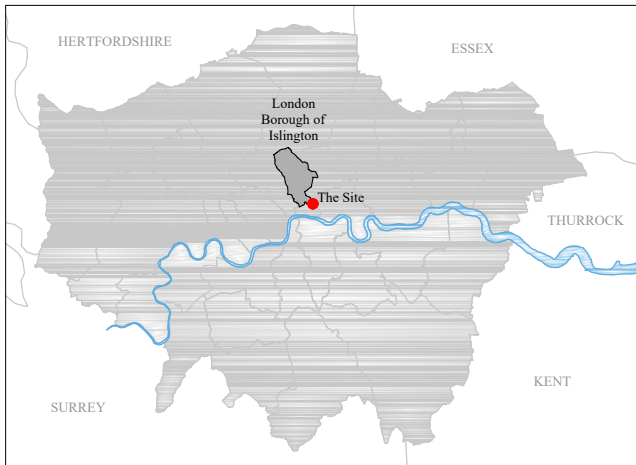 HERTFORDSHIRE
ESSEX
London
Borough of
Islington
The Site
THURROCK
KENT
SURREY